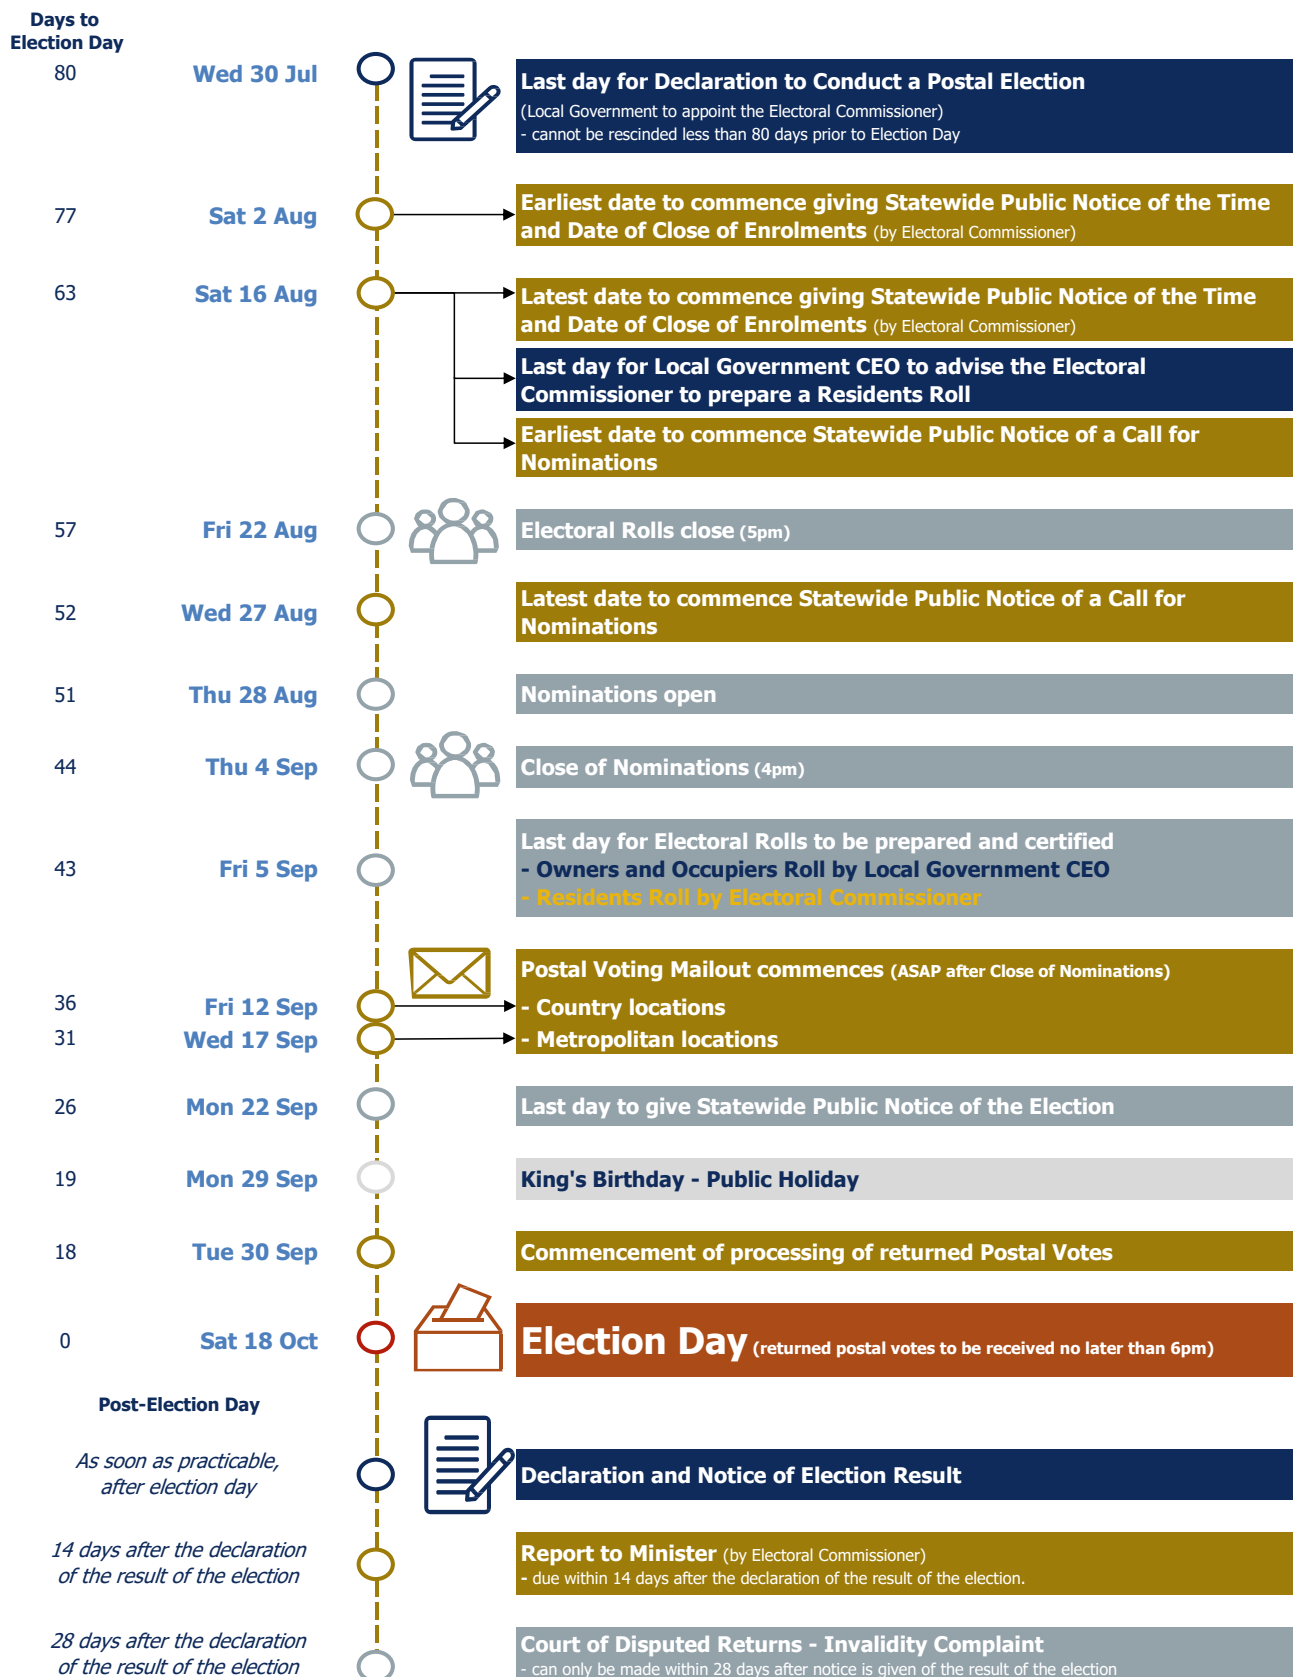 Days to
Election Day
80
Wed 30 Jul
Last day for Declaration to Conduct a Postal Election
(Local Government to appoint the Electoral Commissioner)
- cannot be rescinded less than 80 days prior to Election Day
77
Sat 2 Aug
Earliest date to commence giving Statewide Public Notice of the Time
and Date of Close of Enrolments (by Electoral Commissioner)
63
Sat 16 Aug
Latest date to commence giving Statewide Public Notice of the Time
and Date of Close of Enrolments (by Electoral Commissioner)
Last day for Local Government CEO to advise the Electoral
Commissioner to prepare a Residents Roll
Earliest date to commence Statewide Public Notice of a Call for
Nominations
57
Fri 22 Aug
Electoral Rolls close (5pm)
52
Wed 27 Aug
Latest date to commence Statewide Public Notice of a Call for
Nominations
51
Thu 28 Aug
Nominations open
44
Thu 4 Sep
Close of Nominations (4pm)
43
Fri 5 Sep
Last day for Electoral Rolls to be prepared and certified
- Owners and Occupiers Roll by Local Government CEO
- Residents Roll by Electoral Commissioner
Postal Voting Mailout commences (ASAP after Close of Nominations)
36
Fri 12 Sep
- Country locations
31
Wed 17 Sep
- Metropolitan locations
26
Mon 22 Sep
Last day to give Statewide Public Notice of the Election
19
Mon 29 Sep
King's Birthday - Public Holiday
18
Tue 30 Sep
Commencement of processing of returned Postal Votes
0
Sat 18 Oct
Election Day (returned postal votes to be received no later than 6pm)
Post-Election Day
As soon as practicable,
after election day
Declaration and Notice of Election Result
14 days after the declaration
of the result of the election
Report to Minister (by Electoral Commissioner)
- due within 14 days after the declaration of the result of the election.
28 days after the declaration
of the result of the election
Court of Disputed Returns - Invalidity Complaint
- can only be made within 28 days after notice is given of the result of the election